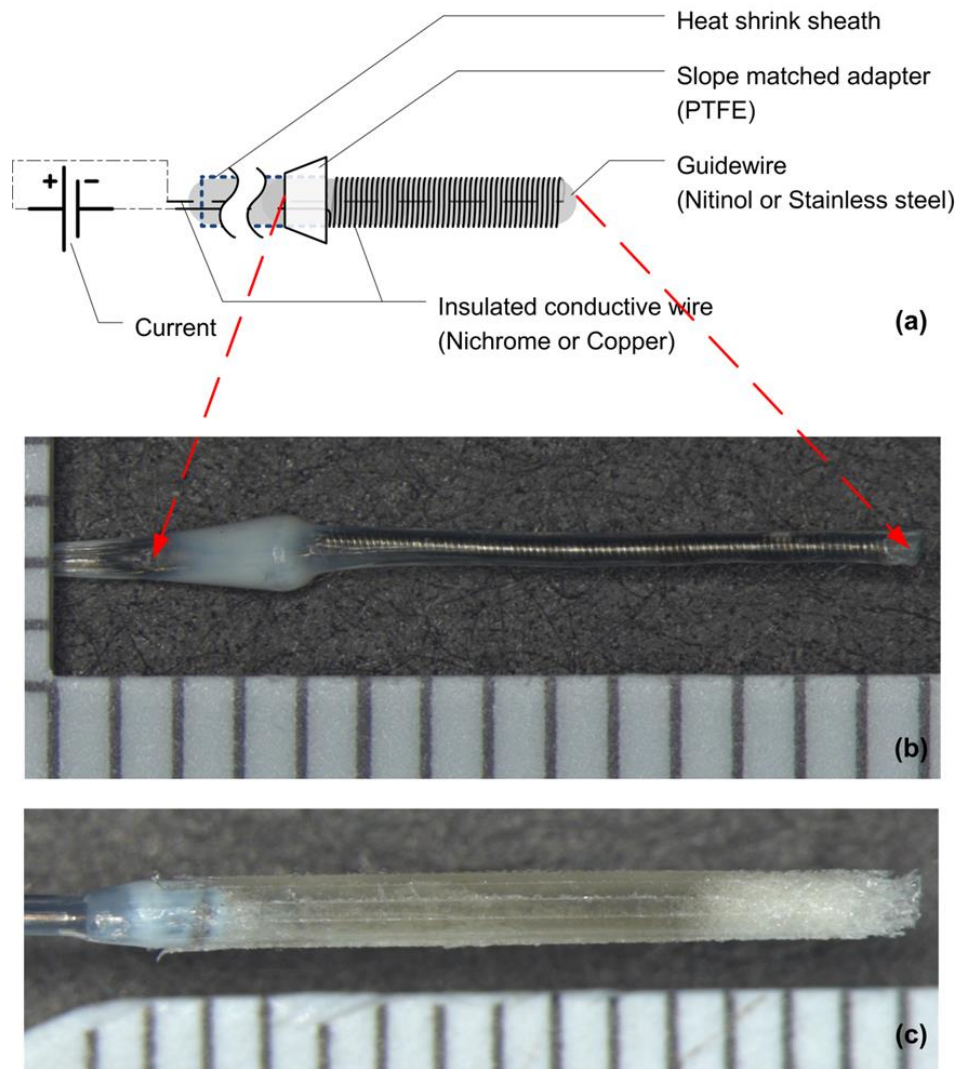 Heat shrink sheath
Slope matched adapter
(PTFE)
Guidewire
(Nitinol or Stainless steel)
+ -
Insulated conductive wire
(Nichrome or Copper)
Current
(a)
(b)
(c)